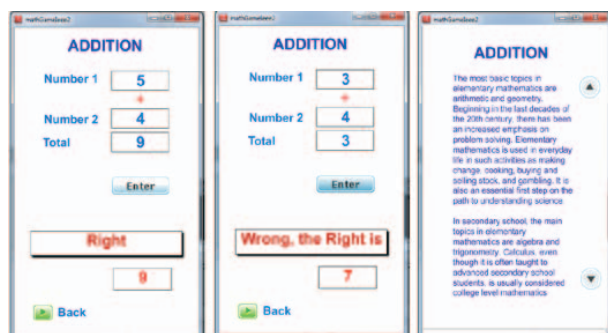 mathGameSeee2
ADDITION
Number 1 5
+
Number 2 4
Total 9
Enter
Right
9
Back
mathGameSeee2
ADDITION
Number 1 3
+
Number 2 4
Total 3
Enter
Wrong, the Right is
7
Back
mathGameSeee2
ADDITION
The most basic topics in
elementary mathematics are
arithmetic and geometry.
Beginning in the last decades of
the 20th century, there has been
an increased emphasis on
problem solving. Elementary
mathematics is used in everyday
life in such activities as making
change, cooking, buying and
selling stock, and gambling. It is
also an essential first step on the
path to understanding science
In secondary school, the main
topics in elementary
mathematics are algebra and
trigonometry. Calculus, even
though it is often taught to
advanced secondary school
students, is usually considered
college level mathematics